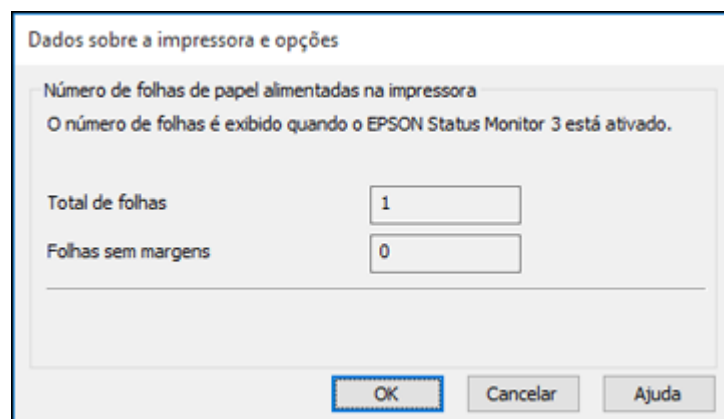 Dados sobre a impressora e opções
Número de folhas de papel alimentadas na impressora
O número de folhas é exibido quando o EPSON Status Monitor 3 está ativado.
Total de folhas 1
Folhas sem margens 0
OK Cancelar Ajuda